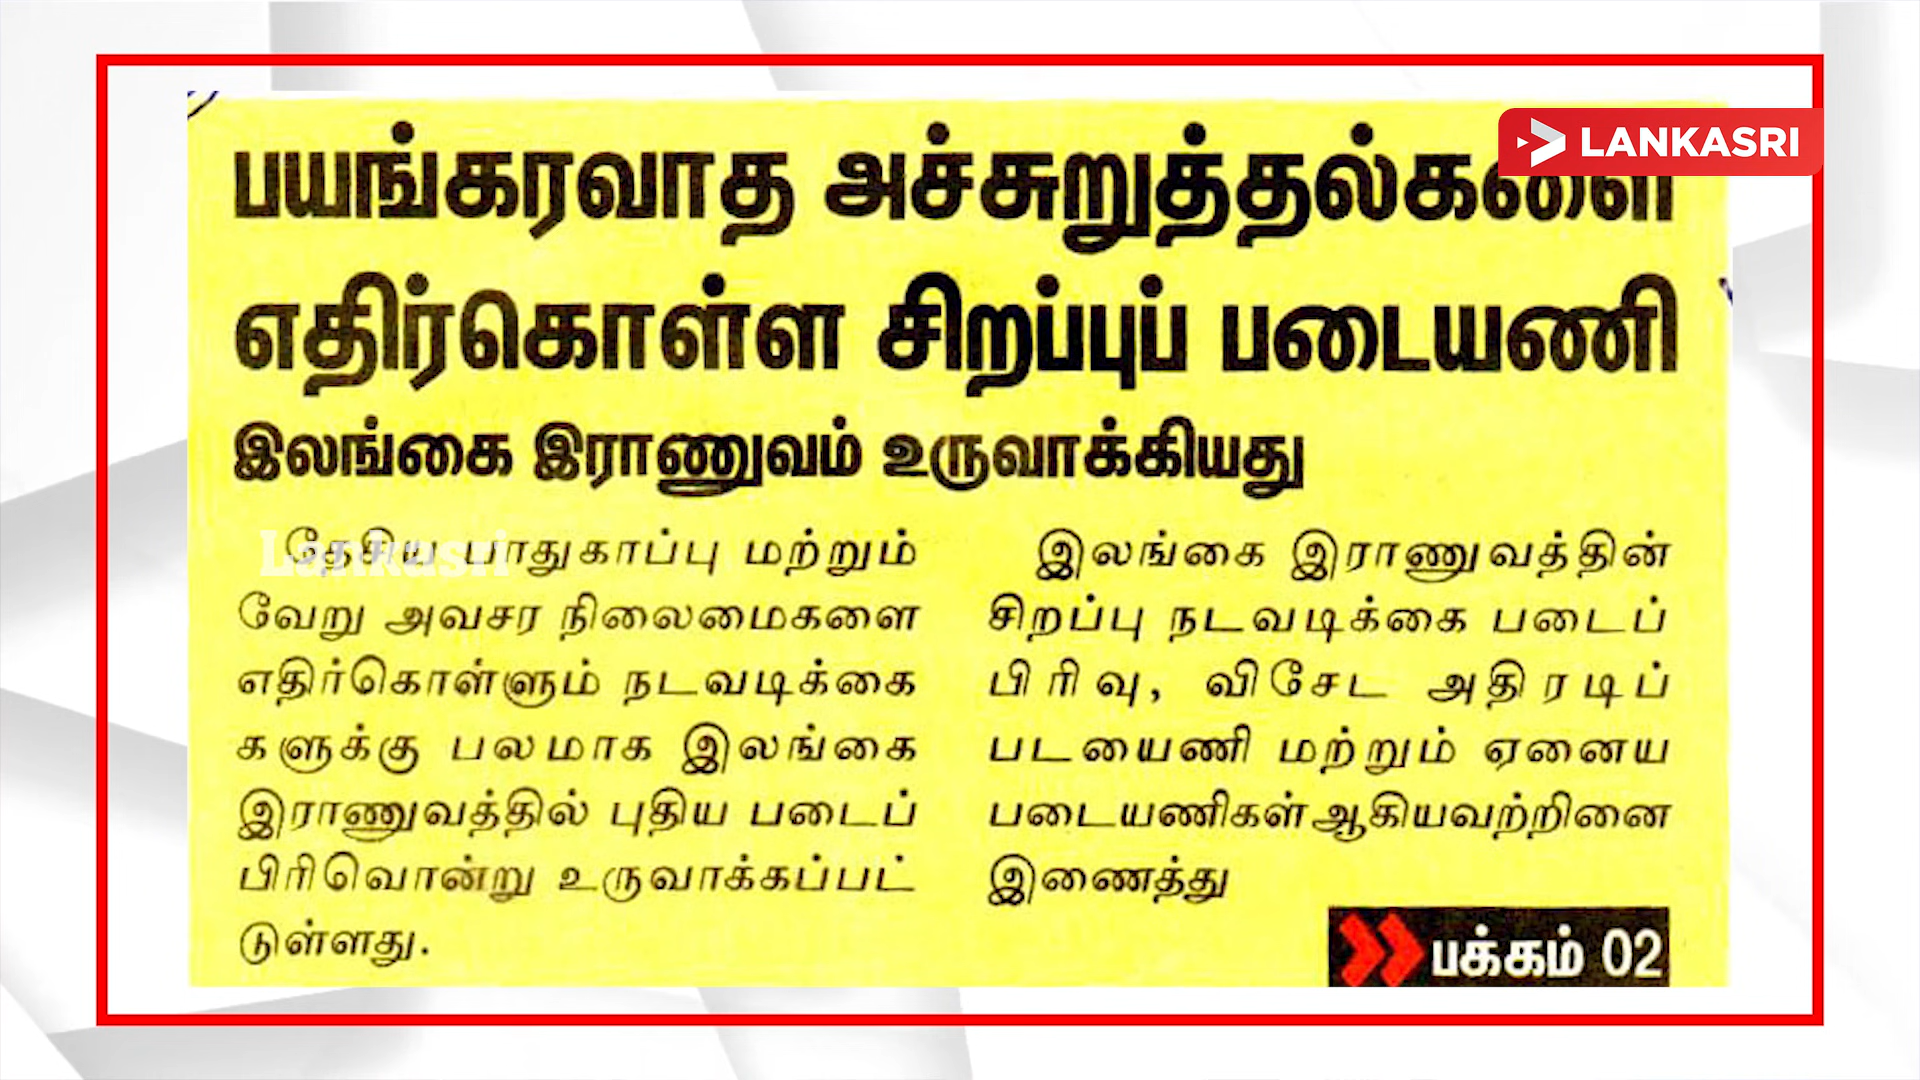 LANKASRI
பயங்கரவாத அச்சுறுத்தல்களை
எதிர்கொள்ள சிறப்புப் படையணி
இலங்கை இராணுவம் உருவாக்கியது
தேசிய பாதுகாப்பு மற்றும்
வேறு அவசர நிலைமைகளை
எதிர்கொள்ளும் நடவடிக்கை
களுக்கு பலமாக இலங்கை
இராணுவத்தில் புதிய படைப்
பிரிவொன்று உருவாக்கப்பட்
டுள்ளது.
Lankasri
இலங்கை இராணுவத்தின்
சிறப்பு நடவடிக்கை படைப்
பிரிவு, விசேட அதிரடிப்
படயைணி மற்றும் ஏனைய
படையணிகள் ஆகியவற்றினை
இணைத்து
பக்கம் 02